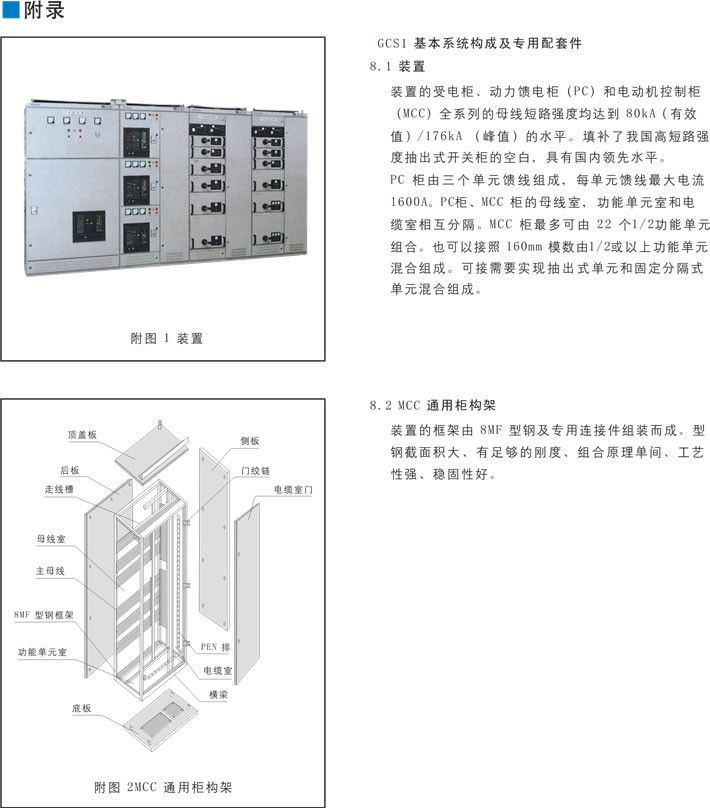 附录
附图 1 装置
GCS1 基本系统构成及专用配套件
8.1 装置
装置的受电柜、动力馈电柜（PC）和电动机控制柜
（MCC）全系列的母线短路强度均达到 80kA（有效
值）/176kA （峰值）的水平。填补了我国高短路强
度抽出式开关柜的空白，具有国内领先水平。
PC 柜由三个单元馈线组成，每单元馈线最大电流
1600A。PC柜、MCC 柜的母线室，功能单元室和电
缆室相互分隔。MCC 柜最多可由 22 个1/2功能单元
组合。也可以接照 160mm 模数由1/2或以上功能单元
混合组成。可接需要实现抽出式单元和固定分隔式
单元混合组成。
顶盖板
侧板
后板
门绞链
走线槽
电缆室门
母线室
主母线
8MF 型钢框架
功能单元室
PEN 排
电缆室
横梁
底板
附图 2MCC 通用柜构架
8.2 MCC 通用柜构架
装置的框架由 8MF 型钢及专用连接件组装而成。型
钢截面积大、有足够的刚度、组合原理单间、工艺
性强、稳固性好。